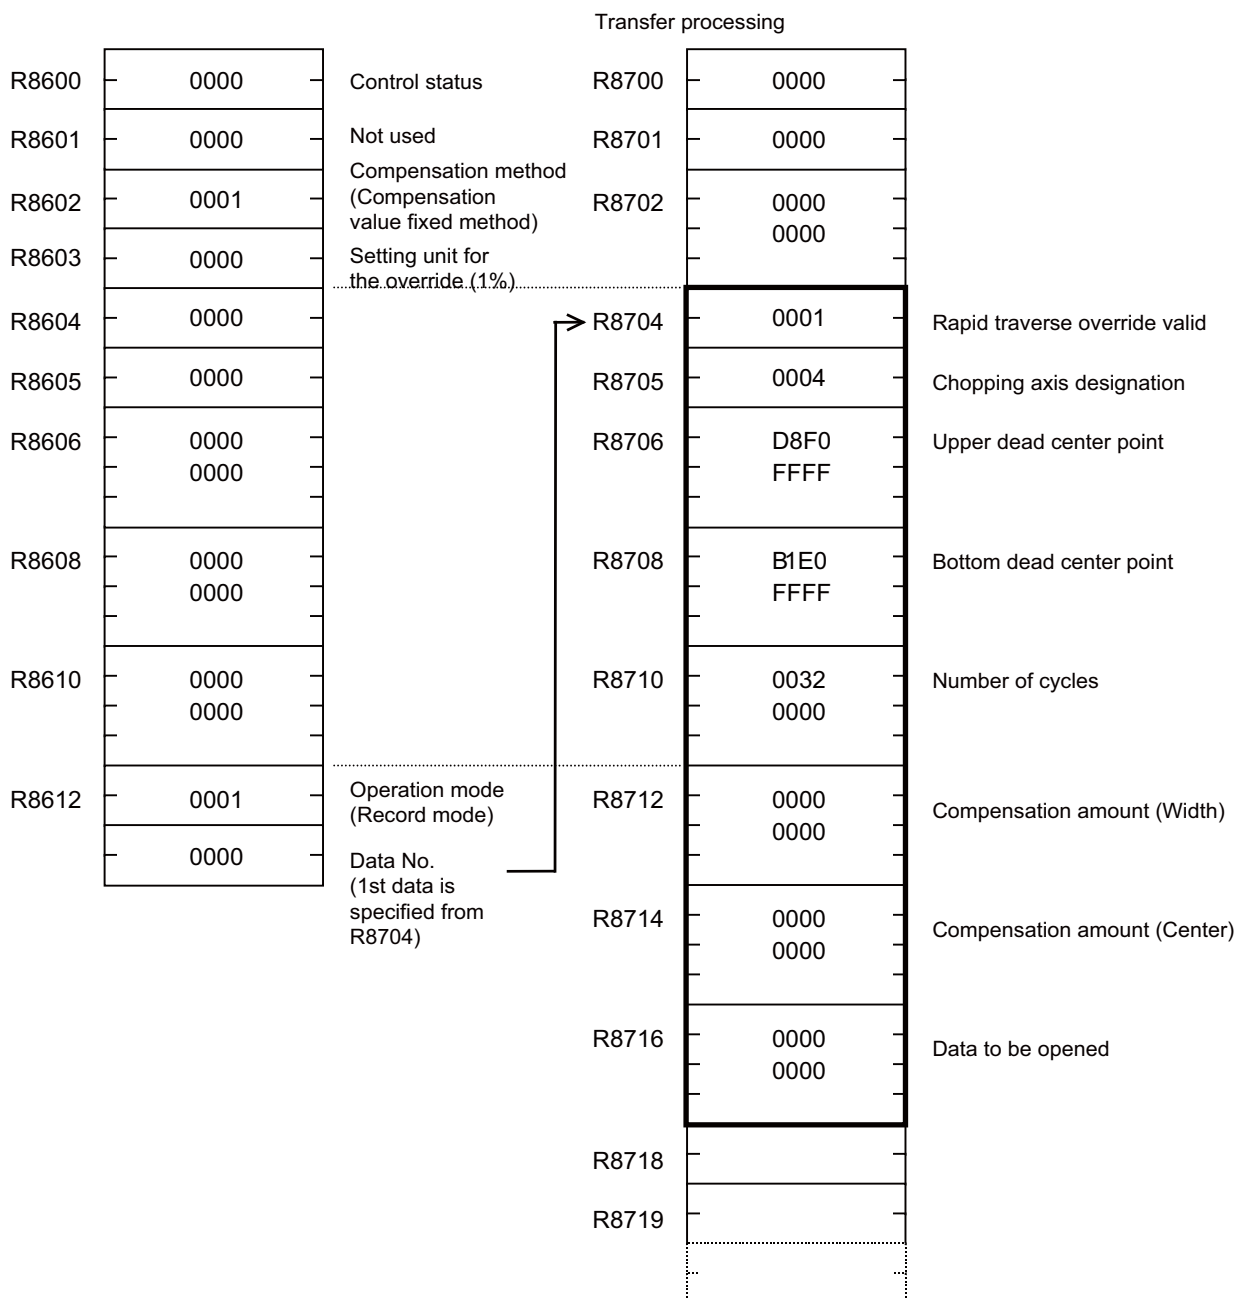 Transfer processing
R8600 0000 Control status
R8601 0000 Not used
R8602 0001 Compensation method
(Compensation
value fixed method)
R8603 0000 Setting unit for
the override (1%)
R8604 0000
R8605 0000
R8606 0000
0000
R8608 0000
0000
R8610 0000
0000
R8612 0001 Operation mode
(Record mode)
0000 Data No.
(1st data is
specified from
R8704)
R8700 0000
R8701 0000
R8702 0000
0000
R8704 0001 Rapid traverse override valid
R8705 0004 Chopping axis designation
R8706 D8F0 Upper dead center point
FFFF
R8708 B1E0 Bottom dead center point
FFFF
R8710 0032 Number of cycles
0000
R8712 0000 Compensation amount (Width)
0000
R8714 0000 Compensation amount (Center)
0000
R8716 0000 Data to be opened
0000
R8718
R8719